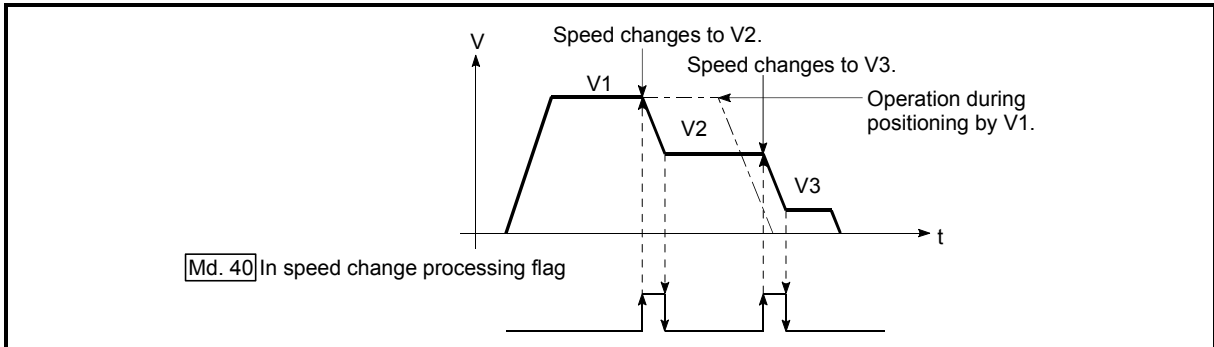 V
Speed changes to V2.
Speed changes to V3.
V1
Operation during
positioning by V1.
V2
V3
t
Md. 40 In speed change processing flag